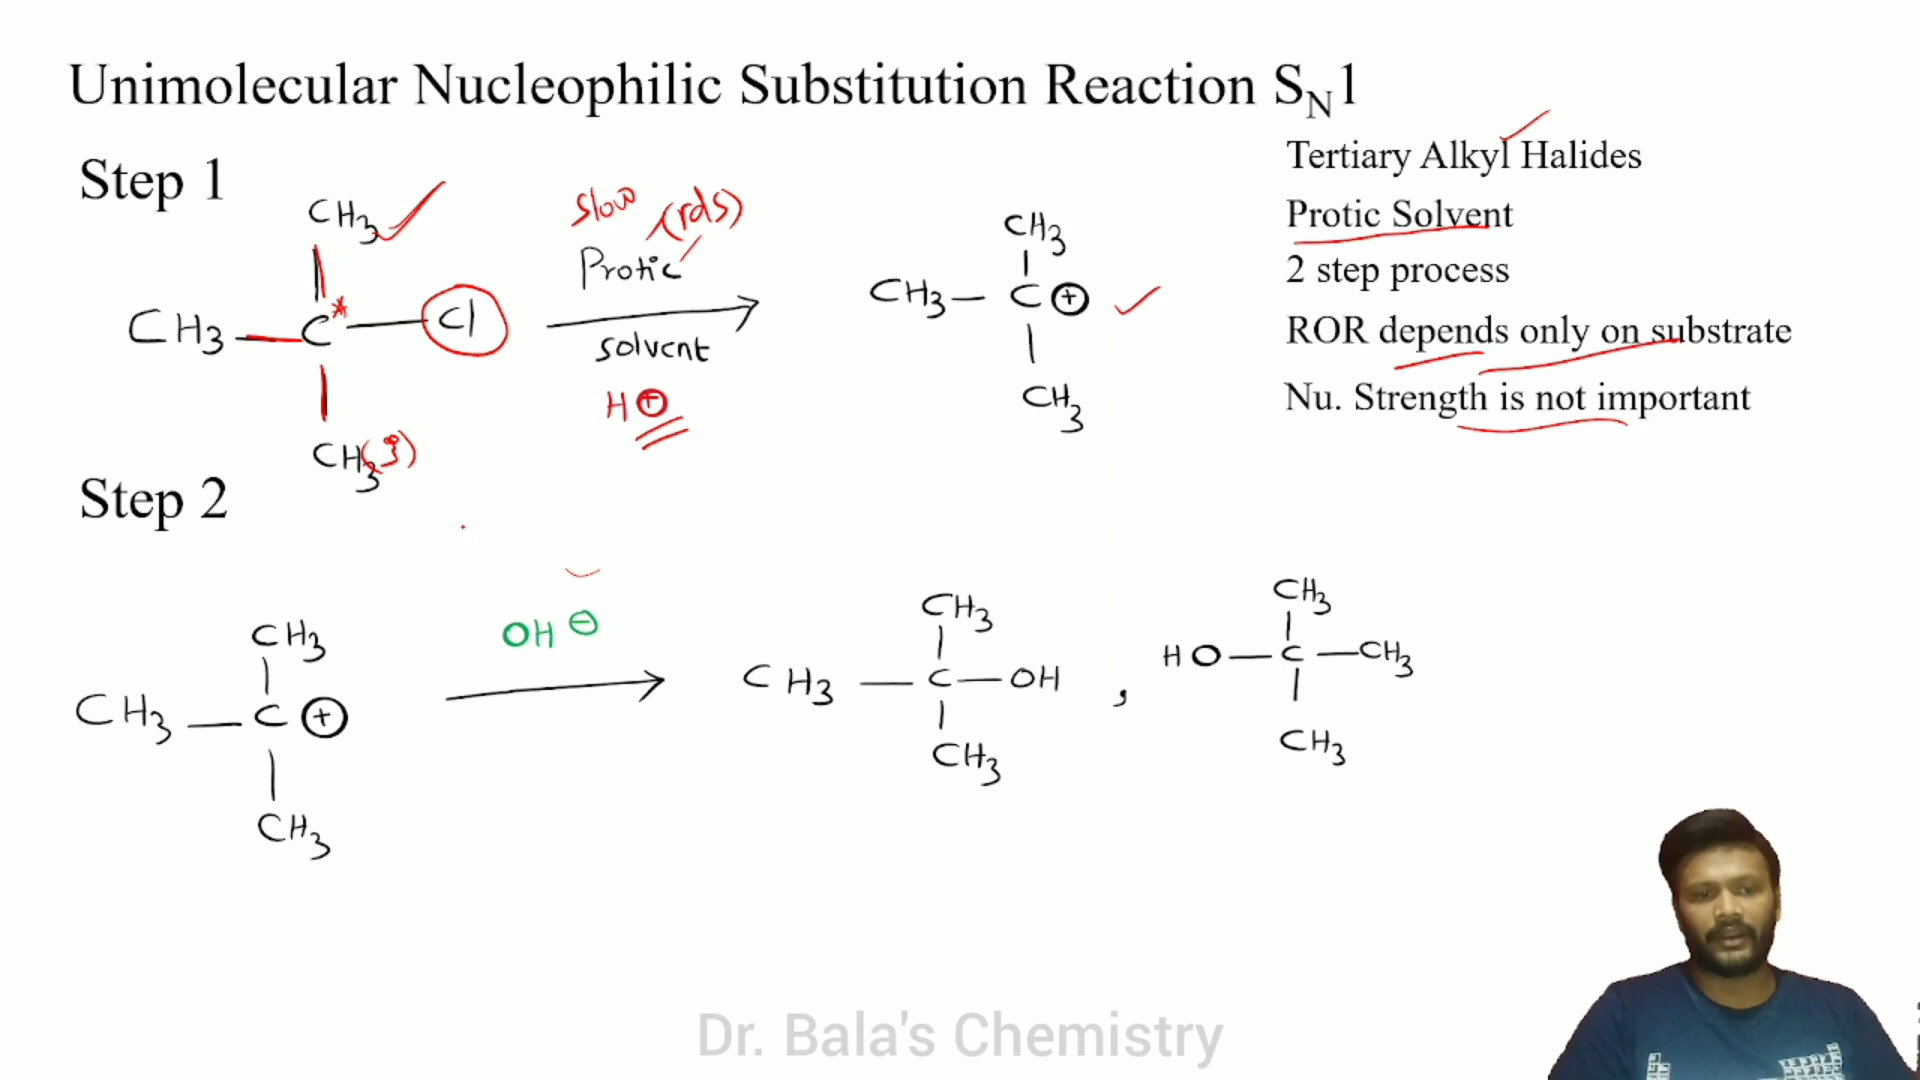 Unimolecular Nucleophilic Substitution Reaction SN1
Tertiary Alkyl Halides
Protic Solvent
2 step process
ROR depends only on substrate
Nu. Strength is not important
Step 1
CH3
CH3 — C* — Cl
CH3 (3°)
Slow (rds)
Protic
solvent
H⊕
CH3
CH3 — C ⊕
CH3
Step 2
CH3
CH3 — C ⊕
CH3
OH ⊖
CH3
CH3 — C — OH ,
CH3
CH3
HO — C — CH3
CH3
Dr. Bala's Chemistry